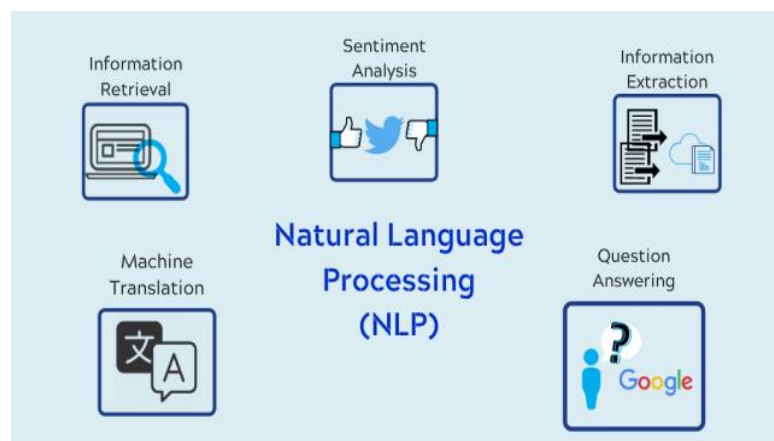 Information
Retrieval
Sentiment
Analysis
Information
Extraction
Natural Language
Processing
(NLP)
Machine
Translation
文
A
Question
Answering
?
Google